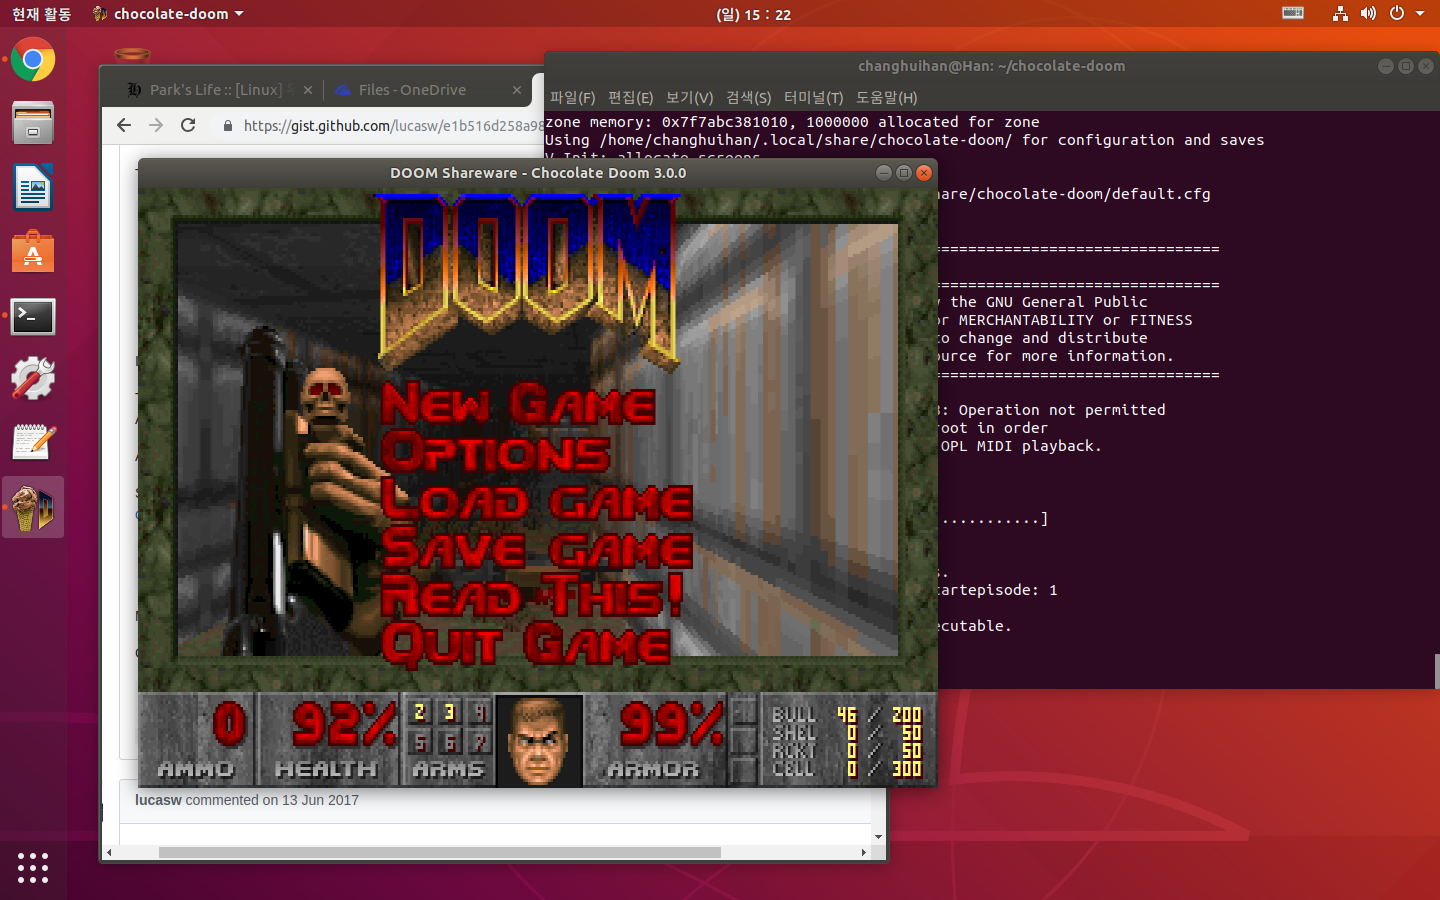 현재 활동
chocolate-doom
(일) 15 : 22
Park's Life :: [Linux]
Files - OneDrive
https://gist.github.com/lucasw/e1b516d258a98
changhuihan@Han: ~/chocolate-doom
파일(F) 편집(E) 보기(V) 검색(S) 터미널(T) 도움말(H)
zone memory: 0x7f7abc381010, 1000000 allocated for zone
Using /home/changhuihan/.local/share/chocolate-doom/ for configuration and saves
V_Init: allocate screens
hare/chocolate-doom/default.cfg
===============================
===============================
the GNU General Public
or MERCHANTABILITY or FITNESS
to change and distribute
ource for more information.
===============================
: Operation not permitted
root in order
OPL MIDI playback.
...........]
artepisode: 1
ecutable.
DOOM Shareware - Chocolate Doom 3.0.0
DOOM
NEW GAME
OPTIONS
LOAD GAME
SAVE GAME
READ THIS!
QUIT GAME
0
AMMO
92%
HEALTH
2 3 4
5 6 7
ARMS
99%
ARMOR
BULL 46 / 200
SHEL 0 / 50
RCKT 0 / 50
CELL 0 / 300
lucasw commented on 13 Jun 2017